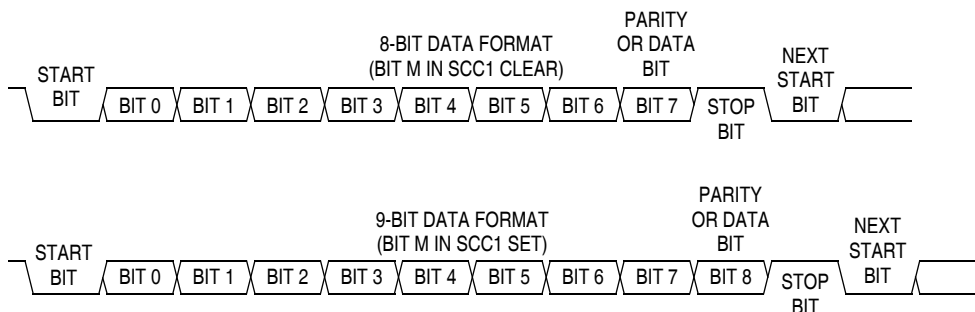 8-BIT DATA FORMAT
(BIT M IN SCC1 CLEAR)
PARITY
OR DATA
BIT
START
BIT
BIT 0 BIT 1 BIT 2 BIT 3 BIT 4 BIT 5 BIT 6 BIT 7
STOP
BIT
NEXT
START
BIT
9-BIT DATA FORMAT
(BIT M IN SCC1 SET)
PARITY
OR DATA
BIT
START
BIT
BIT 0 BIT 1 BIT 2 BIT 3 BIT 4 BIT 5 BIT 6 BIT 7 BIT 8
STOP
BIT
NEXT
START
BIT